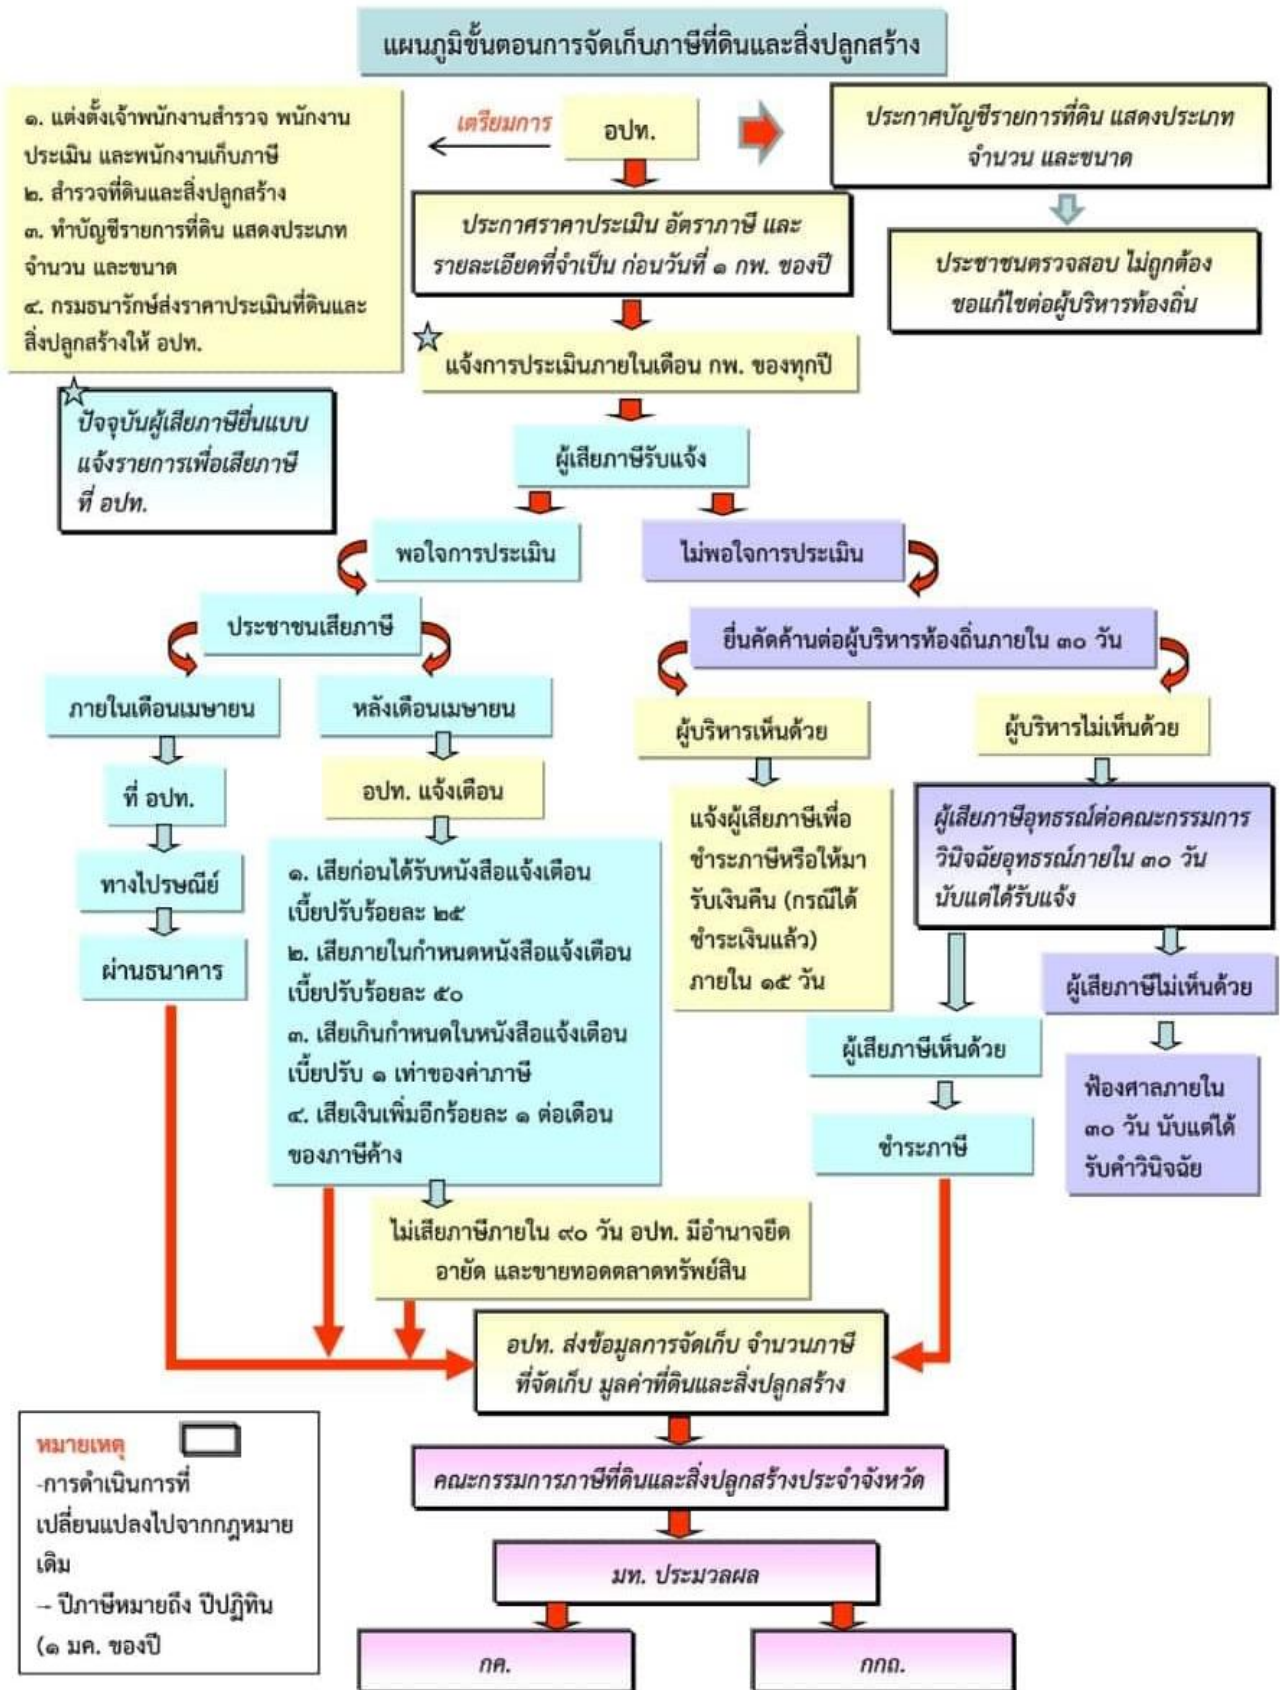 แผนภูมิขั้นตอนการจัดเก็บภาษีที่ดินและสิ่งปลูกสร้าง
๑. แต่งตั้งเจ้าพนักงานสำรวจ พนักงาน
ประเมิน และพนักงานเก็บภาษี
๒. สำรวจที่ดินและสิ่งปลูกสร้าง
๓. ทำบัญชีรายการที่ดิน แสดงประเภท
จำนวน และขนาด
๔. กรมธนารักษ์ส่งราคาประเมินที่ดินและ
สิ่งปลูกสร้างให้ อปท.
เตรียมการ
อปท.
ประกาศบัญชีรายการที่ดิน แสดงประเภท
จำนวน และขนาด
ประชาชนตรวจสอบ ไม่ถูกต้อง
ขอแก้ไขต่อผู้บริหารท้องถิ่น
ประกาศราคาประเมิน อัตราภาษี และ
รายละเอียดที่จำเป็น ก่อนวันที่ ๑ กพ. ของปี
แจ้งการประเมินภายในเดือน กพ. ของทุกปี
ปัจจุบันผู้เสียภาษียื่นแบบ
แจ้งรายการเพื่อเสียภาษี
ที่ อปท.
ผู้เสียภาษีรับแจ้ง
พอใจการประเมิน
ไม่พอใจการประเมิน
ประชาชนเสียภาษี
ยื่นคัดค้านต่อผู้บริหารท้องถิ่นภายใน ๓๐ วัน
ภายในเดือนเมษายน
หลังเดือนเมษายน
ผู้บริหารเห็นด้วย
ผู้บริหารไม่เห็นด้วย
ที่ อปท.
ทางไปรษณีย์
ผ่านธนาคาร
อปท. แจ้งเตือน
๑. เสียก่อนได้รับหนังสือแจ้งเตือน
เบี้ยปรับร้อยละ ๒๕
๒. เสียภายในกำหนดหนังสือแจ้งเตือน
เบี้ยปรับร้อยละ ๕๐
๓. เสียเกินกำหนดในหนังสือแจ้งเตือน
เบี้ยปรับ ๑ เท่าของค่าภาษี
๔. เสียเงินเพิ่มอีกร้อยละ ๑ ต่อเดือน
ของภาษีค้าง
แจ้งผู้เสียภาษีเพื่อ
ชำระภาษีหรือให้มา
รับเงินคืน (กรณีได้
ชำระเงินแล้ว)
ภายใน ๑๕ วัน
ผู้เสียภาษีอุทธรณ์ต่อคณะกรรมการ
วินิจฉัยอุทธรณ์ภายใน ๓๐ วัน
นับแต่ได้รับแจ้ง
ผู้เสียภาษีไม่เห็นด้วย
ผู้เสียภาษีเห็นด้วย
ฟ้องศาลภายใน
๓๐ วัน นับแต่ได้
รับคำวินิจฉัย
ชำระภาษี
ไม่เสียภาษีภายใน ๙๐ วัน อปท. มีอำนาจยึด
อายัด และขายทอดตลาดทรัพย์สิน
อปท. ส่งข้อมูลการจัดเก็บ จำนวนภาษี
ที่จัดเก็บ มูลค่าที่ดินและสิ่งปลูกสร้าง
คณะกรรมการภาษีที่ดินและสิ่งปลูกสร้างประจำจังหวัด
มท. ประมวลผล
กค.
กกถ.
หมายเหตุ
-การดำเนินการที่
เปลี่ยนแปลงไปจากกฎหมาย
เดิม
- ปีภาษีหมายถึง ปีปฏิทิน
(๑ มค. ของปี